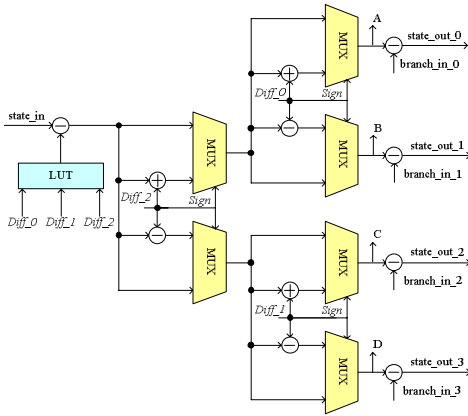 A
state_out_0
MUX
branch_in_0
Diff_0
Sign
state_in
B
state_out_1
MUX
MUX
branch_in_1
LUT
Diff_2
Sign
Diff_0
Diff_1
Diff_2
C
state_out_2
MUX
MUX
branch_in_2
Diff_1
Sign
D
state_out_3
MUX
branch_in_3